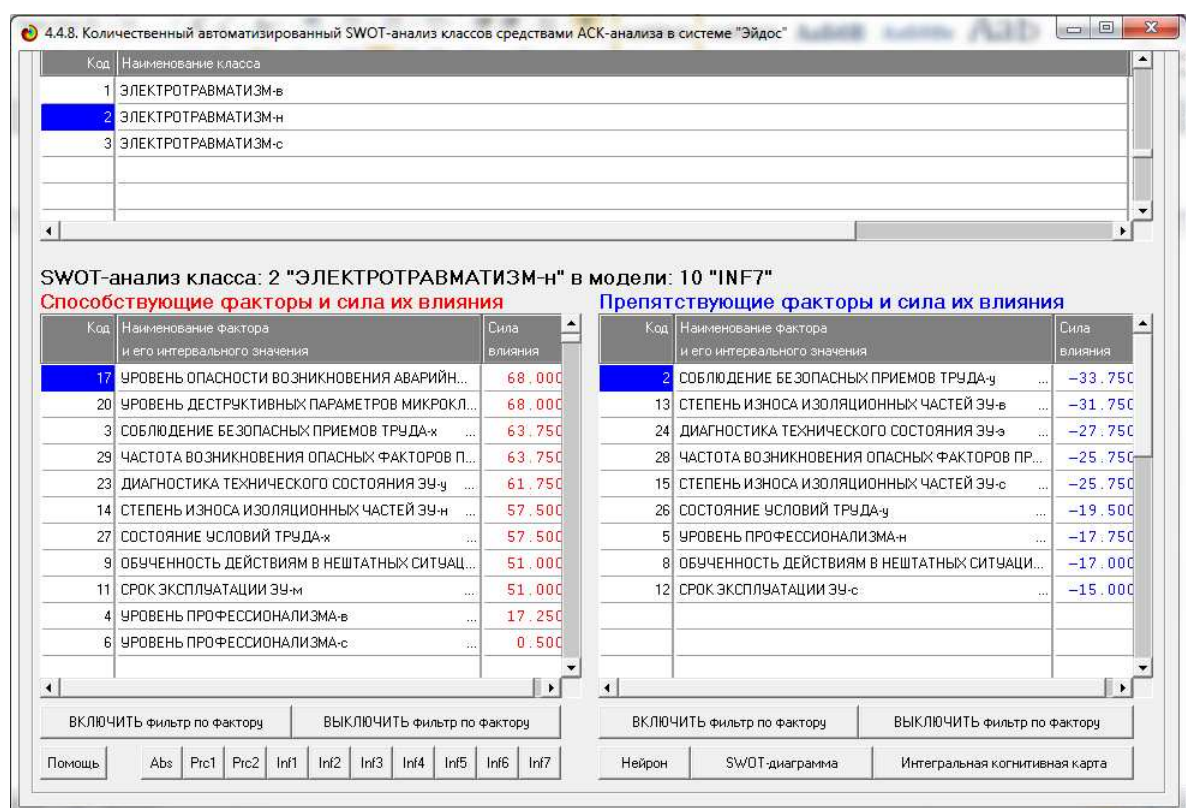 4.4.8. Количественный автоматизированный SWOT-анализ классов средствами АСК-анализа в системе "Эйдос"
Код Наименование класса
1 ЭЛЕКТРОТРАВМАТИЗМ-в
2 ЭЛЕКТРОТРАВМАТИЗМ-н
3 ЭЛЕКТРОТРАВМАТИЗМ-с
SWOT-анализ класса: 2 "ЭЛЕКТРОТРАВМАТИЗМ-н" в модели: 10 "INF7"
Способствующие факторы и сила их влияния
Код Наименование фактора Сила
и его интервального значения влияния
17 УРОВЕНЬ ОПАСНОСТИ ВОЗНИКНОВЕНИЯ АВАРИЙН... 68.000
20 УРОВЕНЬ ДЕСТРУКТИВНЫХ ПАРАМЕТРОВ МИКРОКЛ... 68.000
3 СОБЛЮДЕНИЕ БЕЗОПАСНЫХ ПРИЕМОВ ТРУДА-х ... 63.750
29 ЧАСТОТА ВОЗНИКНОВЕНИЯ ОПАСНЫХ ФАКТОРОВ П... 63.750
23 ДИАГНОСТИКА ТЕХНИЧЕСКОГО СОСТОЯНИЯ ЭУ-у ... 61.750
14 СТЕПЕНЬ ИЗНОСА ИЗОЛЯЦИОННЫХ ЧАСТЕЙ ЭУ-н ... 57.500
27 СОСТОЯНИЕ УСЛОВИЙ ТРУДА-х ... 57.500
9 ОБУЧЕННОСТЬ ДЕЙСТВИЯМ В НЕШТАТНЫХ СИТУАЦ... 51.000
11 СРОК ЭКСПЛУАТАЦИИ ЭУ-м ... 51.000
4 УРОВЕНЬ ПРОФЕССИОНАЛИЗМА-в ... 17.250
6 УРОВЕНЬ ПРОФЕССИОНАЛИЗМА-с ... 0.500
ВКЛЮЧИТЬ фильтр по фактору ВЫКЛЮЧИТЬ фильтр по фактору
Помощь Abs Prc1 Prc2 Inf1 Inf2 Inf3 Inf4 Inf5 Inf6 Inf7
Препятствующие факторы и сила их влияния
Код Наименование фактора Сила
и его интервального значения влияния
2 СОБЛЮДЕНИЕ БЕЗОПАСНЫХ ПРИЕМОВ ТРУДА-у ... -33.750
13 СТЕПЕНЬ ИЗНОСА ИЗОЛЯЦИОННЫХ ЧАСТЕЙ ЭУ-в ... -31.750
24 ДИАГНОСТИКА ТЕХНИЧЕСКОГО СОСТОЯНИЯ ЭУ-э ... -27.750
28 ЧАСТОТА ВОЗНИКНОВЕНИЯ ОПАСНЫХ ФАКТОРОВ ПР... -25.750
15 СТЕПЕНЬ ИЗНОСА ИЗОЛЯЦИОННЫХ ЧАСТЕЙ ЭУ-с ... -25.750
26 СОСТОЯНИЕ УСЛОВИЙ ТРУДА-у ... -19.500
5 УРОВЕНЬ ПРОФЕССИОНАЛИЗМА-н ... -17.750
8 ОБУЧЕННОСТЬ ДЕЙСТВИЯМ В НЕШТАТНЫХ СИТУАЦИ... -17.000
12 СРОК ЭКСПЛУАТАЦИИ ЭУ-с ... -15.000
ВКЛЮЧИТЬ фильтр по фактору ВЫКЛЮЧИТЬ фильтр по фактору
Нейрон SWOT-диаграмма Интегральная когнитивная карта